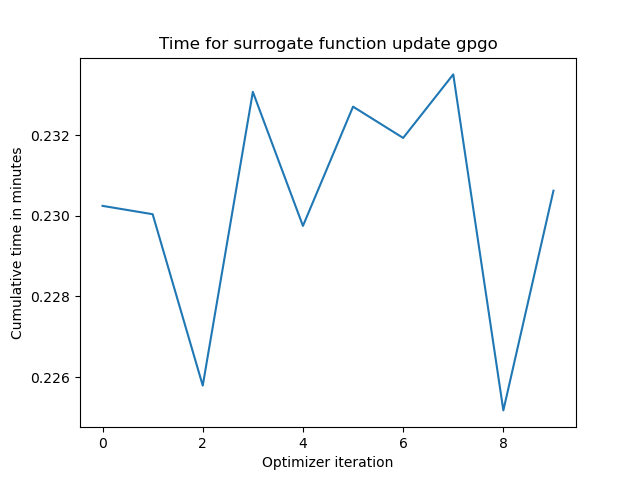 Time for surrogate function update gpgo
Cumulative time in minutes
0.232
0.230
0.228
0.226
0 2 4 6 8
Optimizer iteration